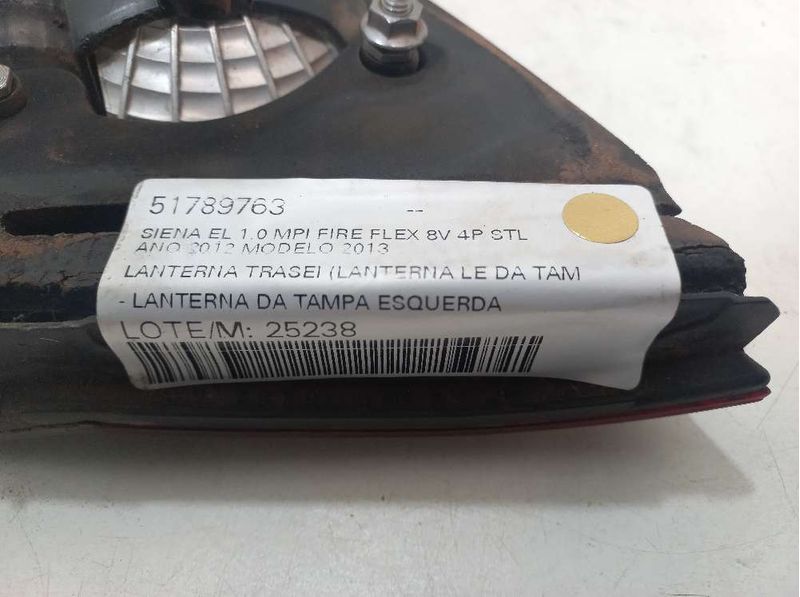 51789763 --
SIENA EL 1.0 MPI FIRE FLEX 8V 4P STL
ANO 2012 MODELO 2013
LANTERNA TRASEI (LANTERNA LE DA TAM
- LANTERNA DA TAMPA ESQUERDA
LOTE/M: 25238